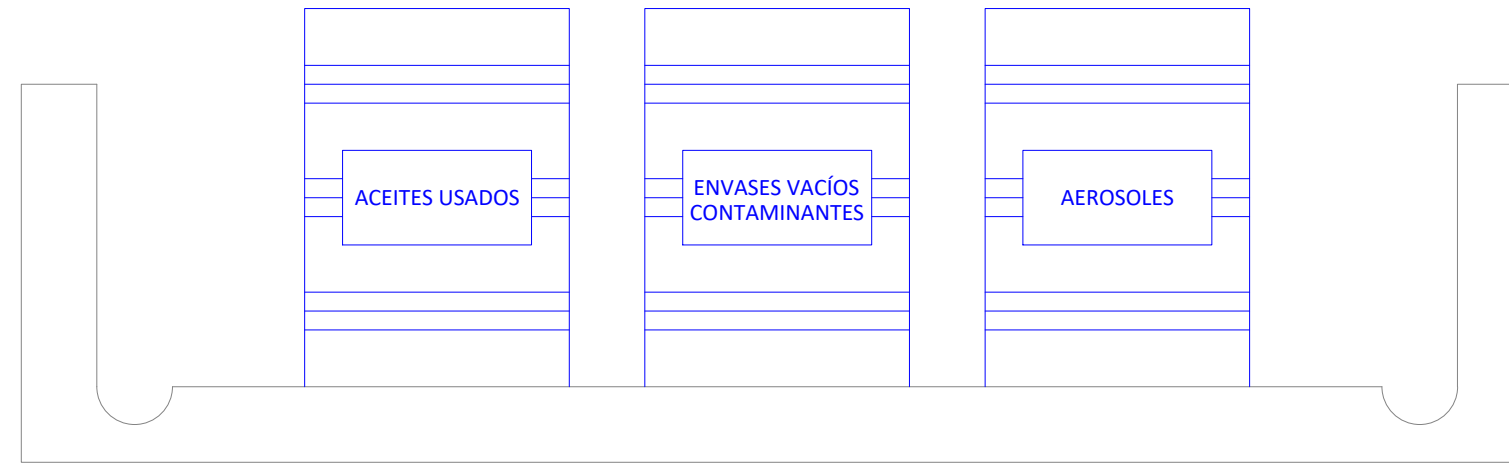 ACEITES USADOS
ENVASES VACÍOS
CONTAMINANTES
AEROSOLES